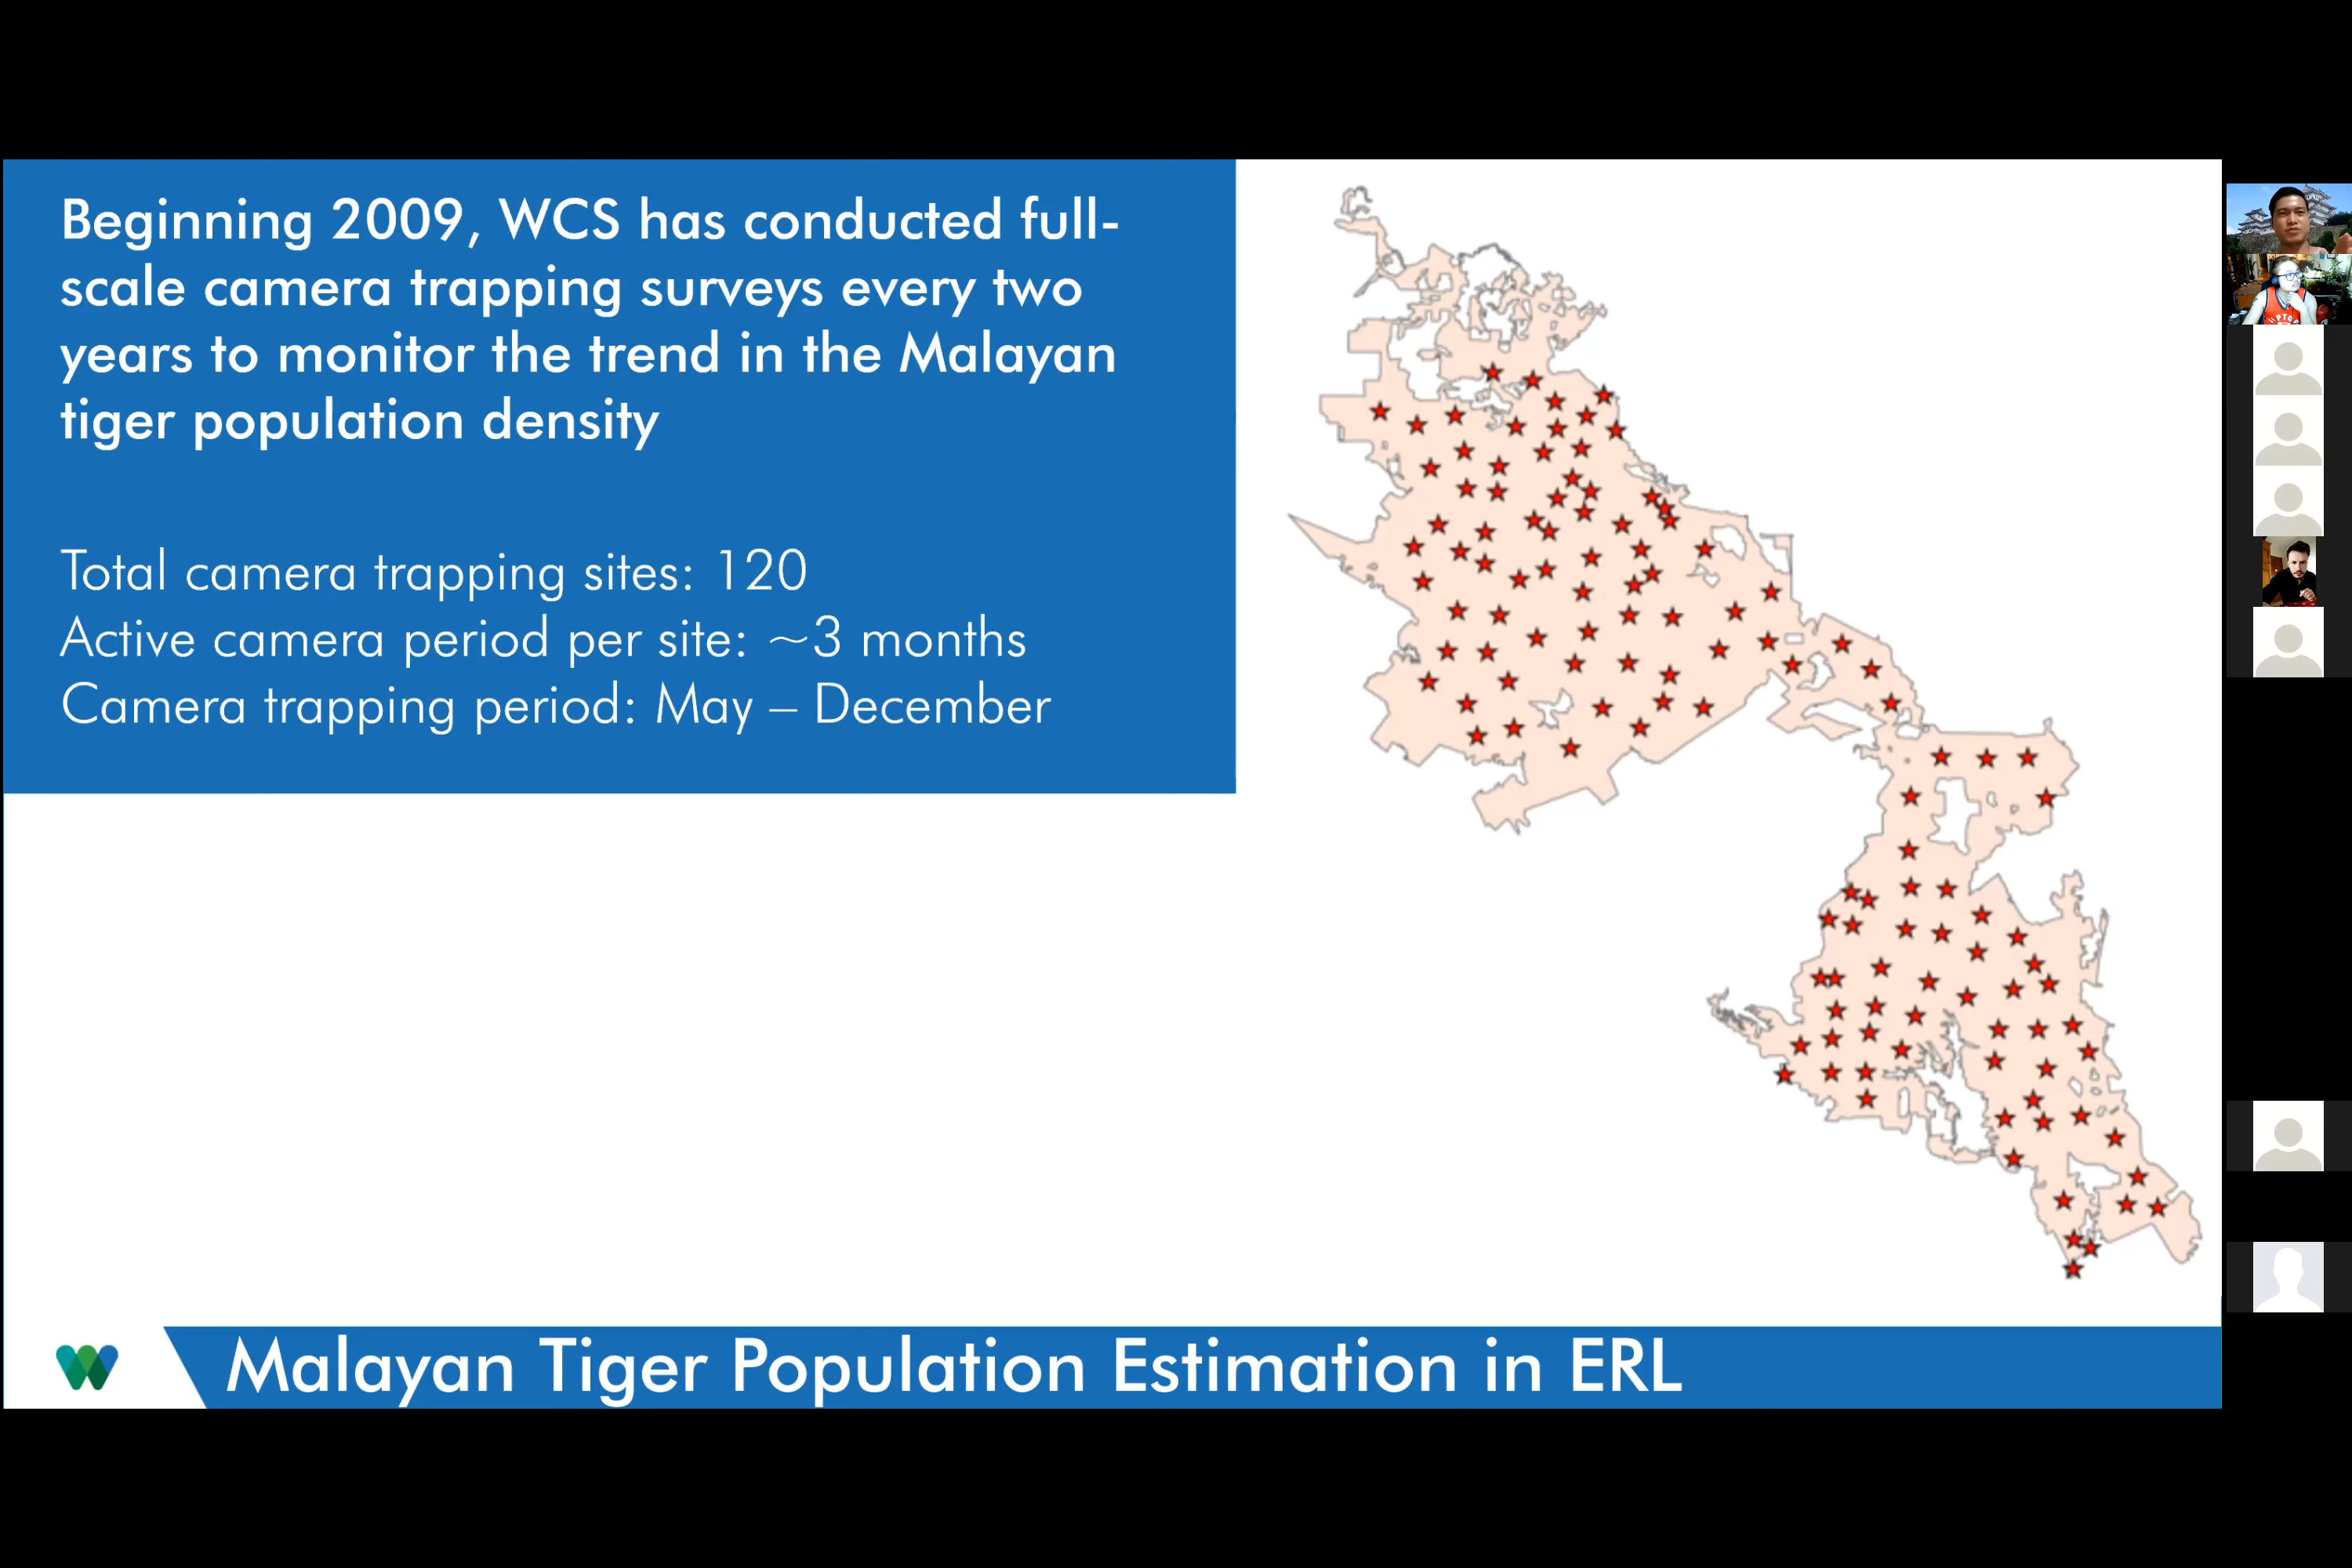 Beginning 2009, WCS has conducted full-
scale camera trapping surveys every two
years to monitor the trend in the Malayan
tiger population density
Total camera trapping sites: 120
Active camera period per site: ~3 months
Camera trapping period: May – December
Malayan Tiger Population Estimation in ERL